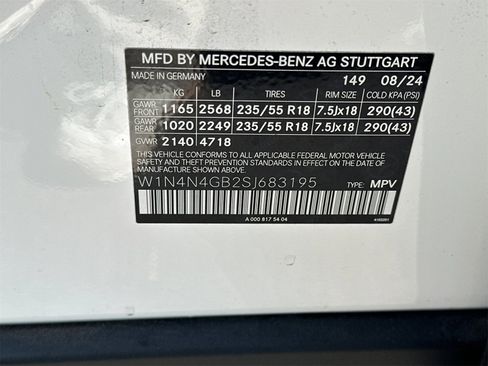 MFD BY MERCEDES-BENZ AG STUTTGART
MADE IN GERMANY 149 08/24
KG LB TIRES RIM SIZE COLD KPA (PSI)
GAWR FRONT 1165 2568 235/55 R18 7.5Jx18 290(43)
GAWR REAR 1020 2249 235/55 R18 7.5Jx18 290(43)
GVWR 2140 4718
THIS VEHICLE CONFORMS TO ALL APPLICABLE FEDERAL MOTOR VEHICLE
SAFETY, BUMPER, AND THEFT PREVENTION STANDARDS IN EFFECT ON THE
DATE OF MANUFACTURE SHOWN ABOVE.
W1N4N4GB2SJ683195 TYPE: MPV
A 000 817 54 04